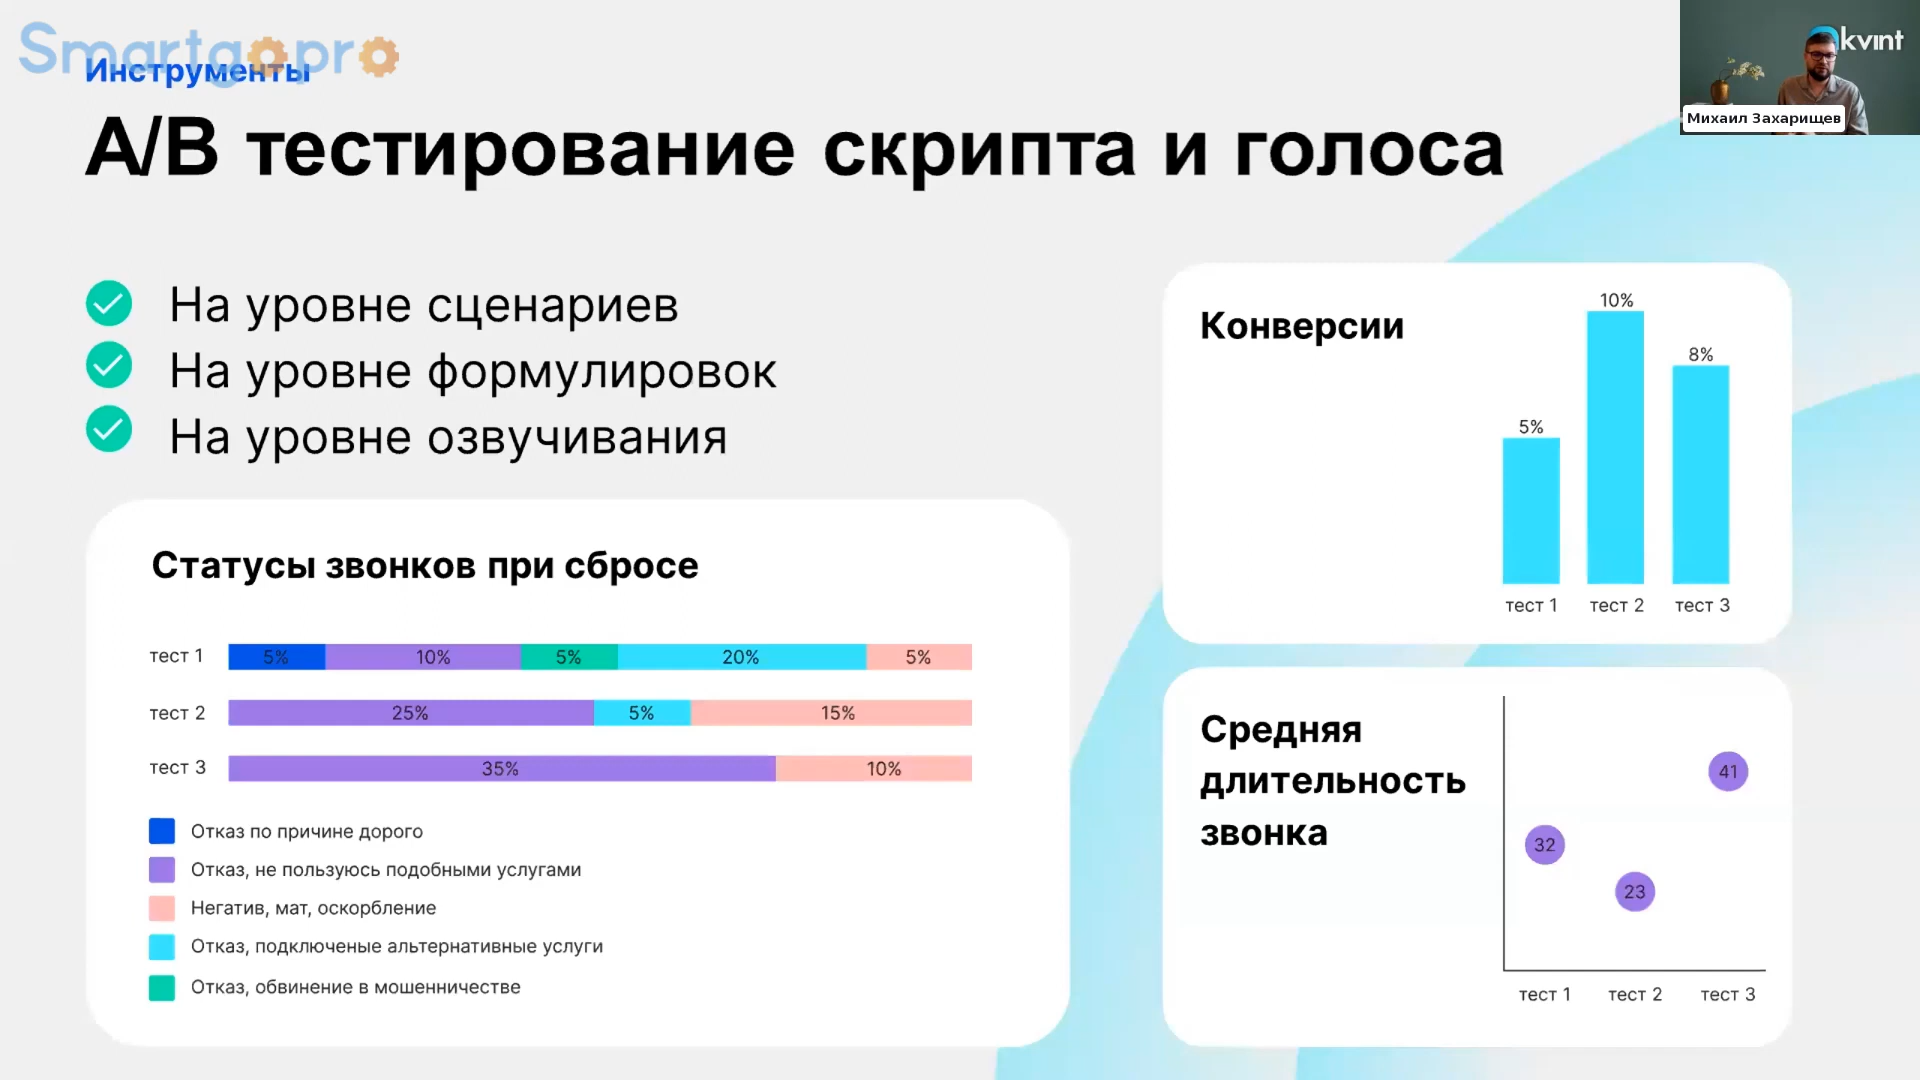 Smartgopro
Инструменты
kvint
Михаил Захарищев
А/В тестирование скрипта и голоса
На уровне сценариев
На уровне формулировок
На уровне озвучивания
Статусы звонков при сбросе
тест 1 5% 10% 5% 20% 5%
тест 2 25% 5% 15%
тест 3 35% 10%
Отказ по причине дорого
Отказ, не пользуюсь подобными услугами
Негатив, мат, оскорбление
Отказ, подключеные альтернативные услуги
Отказ, обвинение в мошенничестве
Конверсии
5% 10% 8%
тест 1 тест 2 тест 3
Средняя
длительность
звонка
32 23 41
тест 1 тест 2 тест 3